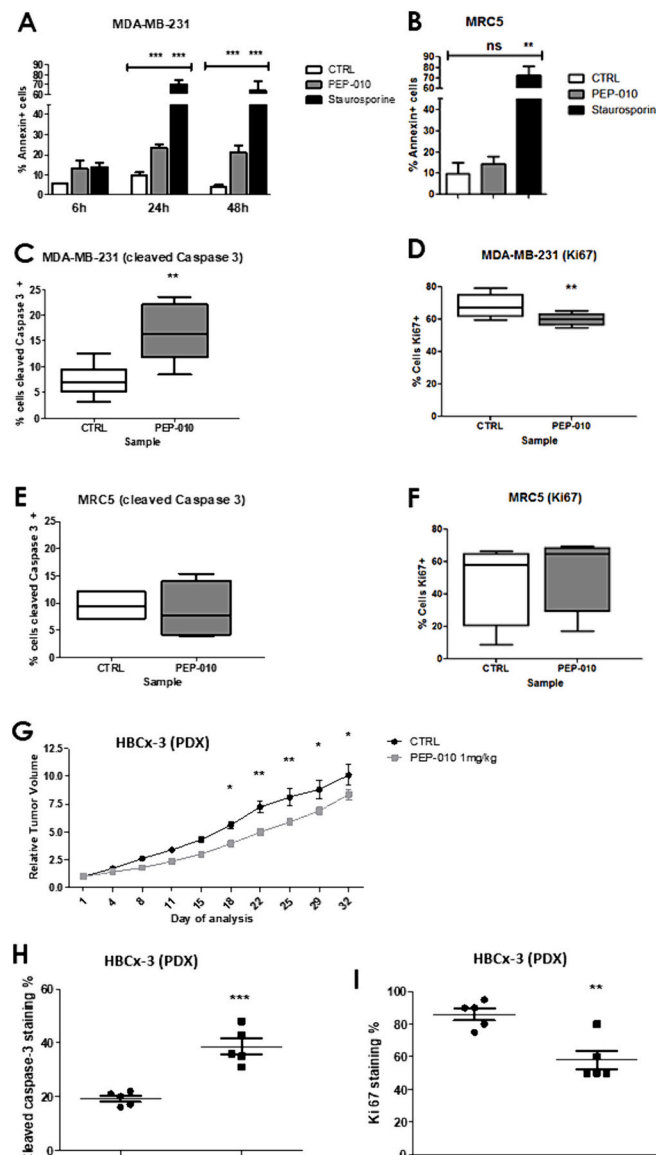 A
MDA-MB-231
*** ***
*** ***
CTRL
PEP-010
Staurosporine
% Annexin+ cells
90
80
70
60
50
40
30
20
10
0
6h
24h
48h
B
MRC5
ns
**
CTRL
PEP-010
Staurosporine
% Annexin+ cells
90
80
70
60
50
40
30
20
10
0
C
MDA-MB-231 (cleaved Caspase 3)
**
% cells cleaved Caspase 3 +
25
20
15
10
5
0
CTRL
PEP-010
Sample
D
MDA-MB-231 (Ki67)
**
% Cells Ki67+
80
60
40
20
0
CTRL
PEP-010
Sample
E
MRC5 (cleaved Caspase 3)
% cells cleaved Caspase 3 +
25
20
15
10
5
0
CTRL
PEP-010
Sample
F
MRC5 (Ki67)
% Cells Ki67+
80
60
40
20
0
CTRL
PEP-010
Sample
G
HBCx-3 (PDX)
* ** ** * *
CTRL
PEP-010 1mg/kg
Relative Tumor Volume
12.5
10.0
7.5
5.0
2.5
0.0
1 4 8 11 15 18 22 25 29 32
Day of analysis
H
HBCx-3 (PDX)
***
cleaved caspase-3 staining %
60
40
20
0
I
HBCx-3 (PDX)
**
Ki 67 staining %
100
80
60
40
20
0